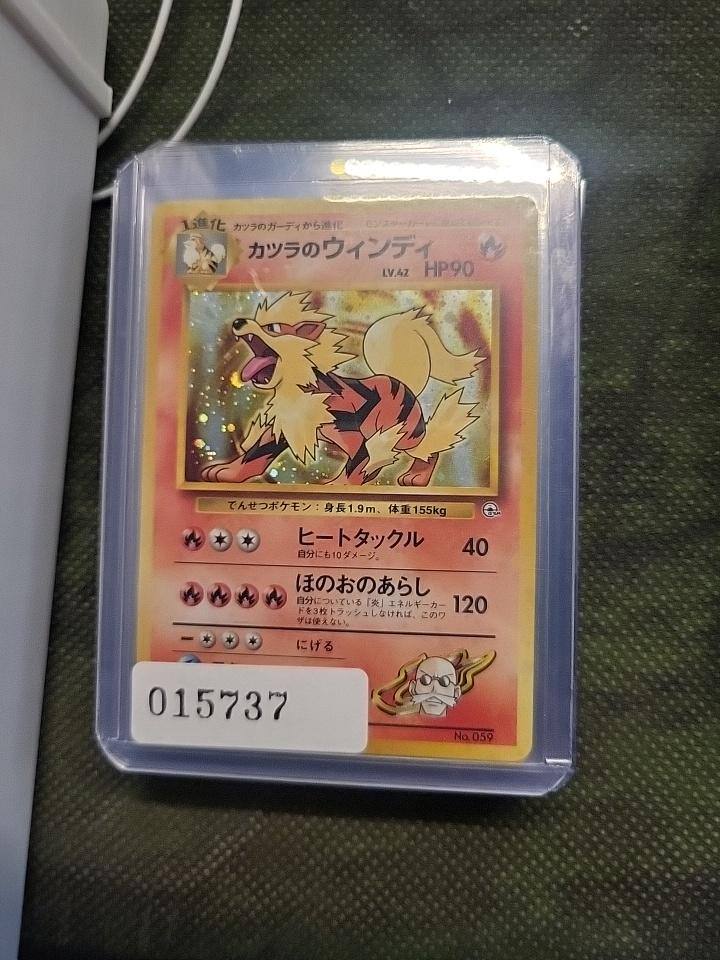 1進化 カツラのガーディから進化
カツラのウィンディ
LV.42 HP90
でんせつポケモン：身長1.9m、体重155kg
ヒートタックル 40
自分にも10ダメージ。
ほのおのあらし 120
自分についている「炎」エネルギーカー
ドを3枚トラッシュしなければ、このワ
ザは使えない。
にげる
015737
No.059